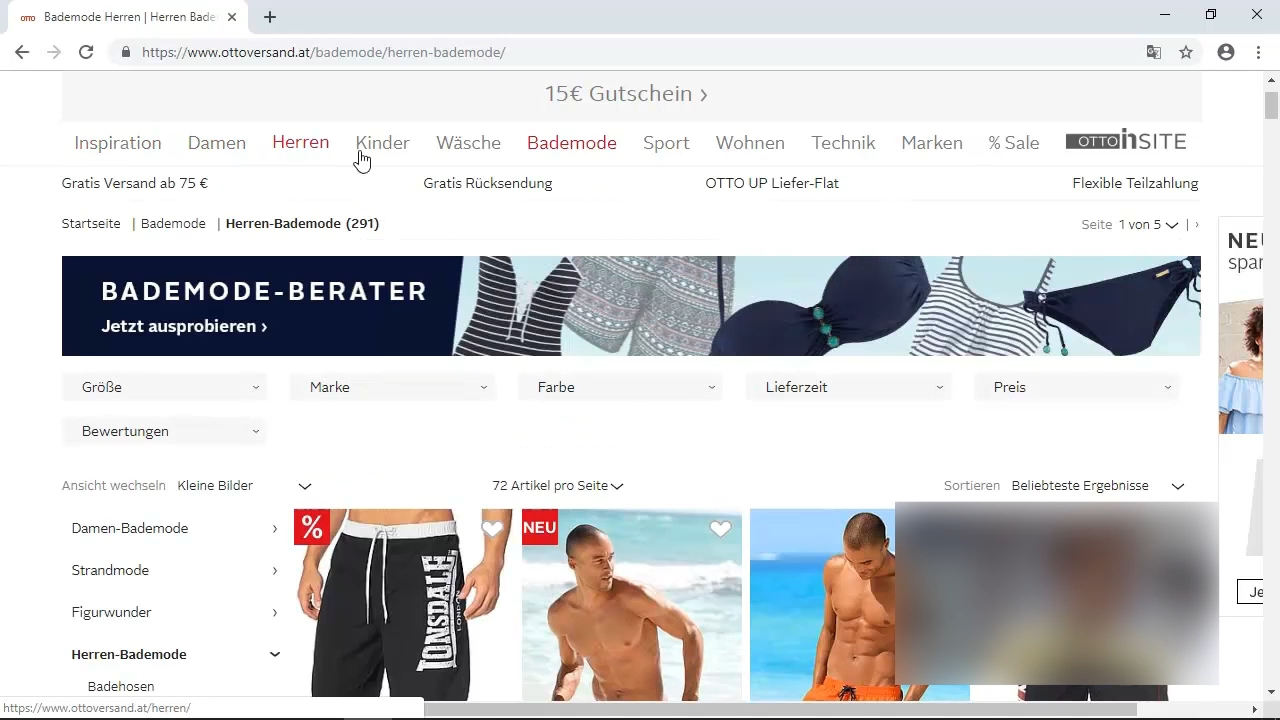 OTTO Bademode Herren | Herren Bade
https://www.ottoversand.at/bademode/herren-bademode/
15€ Gutschein ›
Inspiration Damen Herren Kinder Wäsche Bademode Sport Wohnen Technik Marken % Sale OTTO inSITE
Gratis Versand ab 75 € Gratis Rücksendung OTTO UP Liefer-Flat Flexible Teilzahlung
Startseite | Bademode | Herren-Bademode (291) Seite 1 von 5 | ›
NEU
BADEMODE-BERATER
Jetzt ausprobieren ›
Größe Marke Farbe Lieferzeit Preis
Bewertungen
Ansicht wechseln Kleine Bilder 72 Artikel pro Seite Sortieren Beliebteste Ergebnisse
Damen-Bademode ›
Strandmode ›
Figurwunder ›
Herren-Bademode
Badehosen
%
NEU
LONSDALE
LONDON
Je
https://www.ottoversand.at/herren/